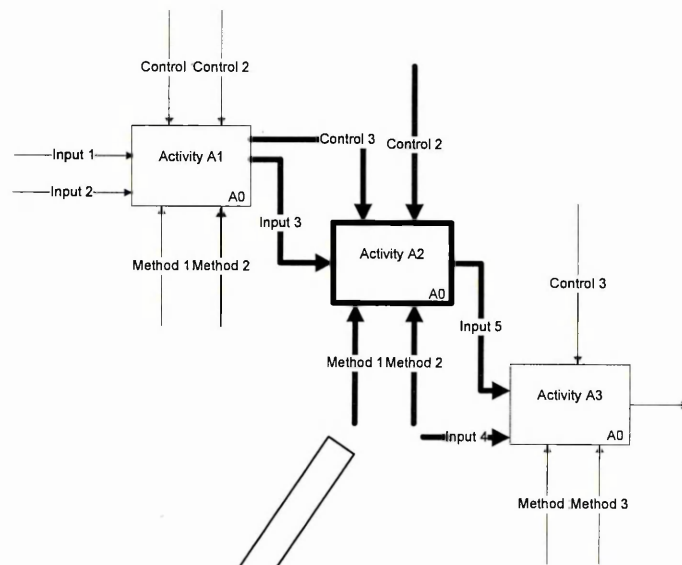 Control
Control 2
Input 1
Activity A1
Control 3
Control 2
Input 2
A0
Input 3
Method 1
Method 2
Activity A2
Control 3
A0
Input 5
Method 1
Method 2
Activity A3
Input 4
A0
Method
Method 3